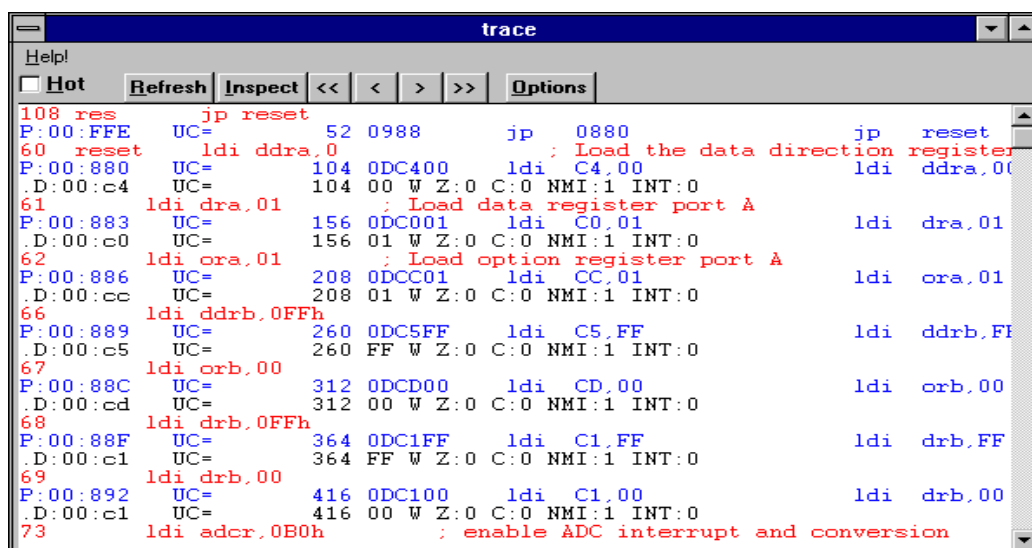 trace
Help!
Hot Refresh Inspect << < > >> Options
108 res jp reset
P:00:FFE UC= 52 0988 jp 0880 jp reset
60 reset ldi ddra,0 ; Load the data direction register
P:00:880 UC= 104 0DC400 ldi C4,00 ldi ddra,00
.D:00:c4 UC= 104 00 W Z:0 C:0 NMI:1 INT:0
61 ldi dra,01 ; Load data register port A
P:00:883 UC= 156 0DC001 ldi C0,01 ldi dra,01
.D:00:c0 UC= 156 01 W Z:0 C:0 NMI:1 INT:0
62 ldi ora,01 ; Load option register port A
P:00:886 UC= 208 0DCC01 ldi CC,01 ldi ora,01
.D:00:cc UC= 208 01 W Z:0 C:0 NMI:1 INT:0
66 ldi ddrb,0FFh
P:00:889 UC= 260 0DC5FF ldi C5,FF ldi ddrb,FF
.D:00:c5 UC= 260 FF W Z:0 C:0 NMI:1 INT:0
67 ldi orb,00
P:00:88C UC= 312 0DCD00 ldi CD,00 ldi orb,00
.D:00:cd UC= 312 00 W Z:0 C:0 NMI:1 INT:0
68 ldi drb,0FFh
P:00:88F UC= 364 0DC1FF ldi C1,FF ldi drb,FF
.D:00:c1 UC= 364 FF W Z:0 C:0 NMI:1 INT:0
69 ldi drb,00
P:00:892 UC= 416 0DC100 ldi C1,00 ldi drb,00
.D:00:c1 UC= 416 00 W Z:0 C:0 NMI:1 INT:0
73 ldi adcr,0B0h ; enable ADC interrupt and conversion